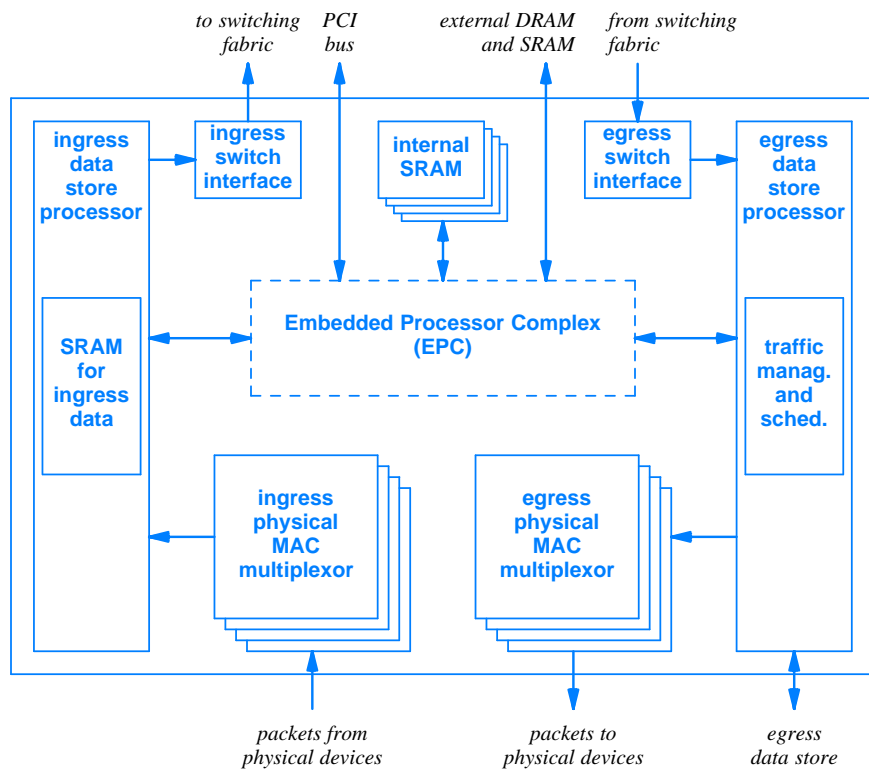 to switching
fabric
PCI
bus
external DRAM
and SRAM
from switching
fabric
ingress
data
store
processor
ingress
switch
interface
internal
SRAM
egress
switch
interface
egress
data
store
processor
SRAM
for
ingress
data
Embedded Processor Complex
(EPC)
traffic
manag.
and
sched.
ingress
physical
MAC
multiplexor
egress
physical
MAC
multiplexor
packets from
physical devices
packets to
physical devices
egress
data store